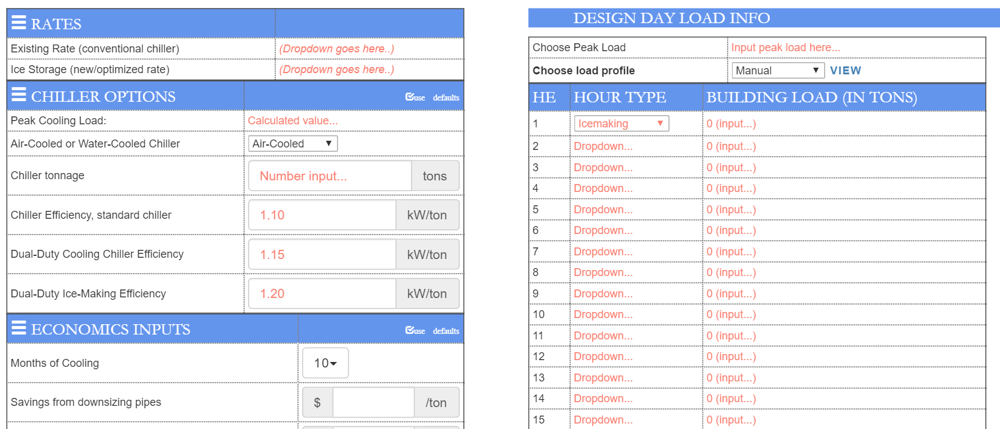 RATES
Existing Rate (conventional chiller) (Dropdown goes here..)
Ice Storage (new/optimized rate) (Dropdown goes here..)
CHILLER OPTIONS use defaults
Peak Cooling Load: Calculated value...
Air-Cooled or Water-Cooled Chiller Air-Cooled
Chiller tonnage Number input... tons
Chiller Efficiency, standard chiller 1.10 kW/ton
Dual-Duty Cooling Chiller Efficiency 1.15 kW/ton
Dual-Duty Ice-Making Efficiency 1.20 kW/ton
ECONOMICS INPUTS use defaults
Months of Cooling 10
Savings from downsizing pipes $ /ton
DESIGN DAY LOAD INFO
Choose Peak Load Input peak load here...
Choose load profile Manual VIEW
HE HOUR TYPE BUILDING LOAD (IN TONS)
1 Icemaking 0 (input...)
2 Dropdown... 0 (input...)
3 Dropdown... 0 (input...)
4 Dropdown... 0 (input...)
5 Dropdown... 0 (input...)
6 Dropdown... 0 (input...)
7 Dropdown... 0 (input...)
8 Dropdown... 0 (input...)
9 Dropdown... 0 (input...)
10 Dropdown... 0 (input...)
11 Dropdown... 0 (input...)
12 Dropdown... 0 (input...)
13 Dropdown... 0 (input...)
14 Dropdown... 0 (input...)
15 Dropdown... 0 (input...)